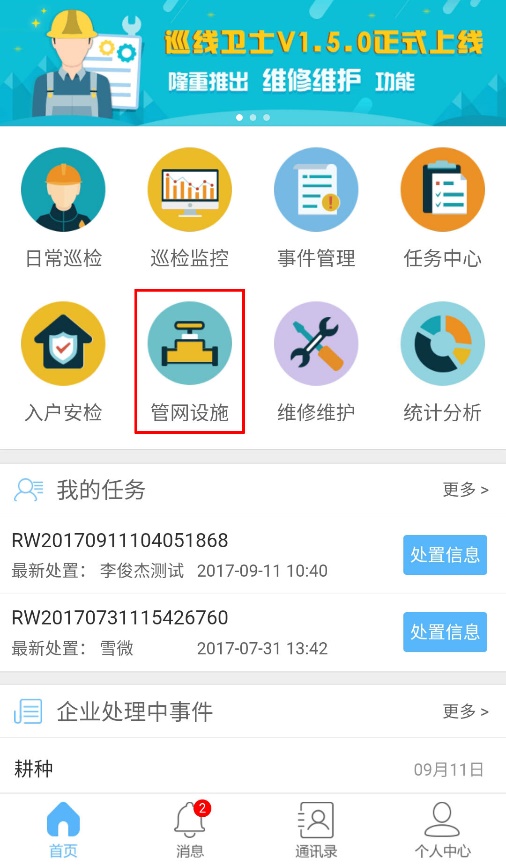 巡线卫士V1.5.0正式上线
隆重推出 维修维护 功能
日常巡检 巡检监控 事件管理 任务中心
入户安检 管网设施 维修维护 统计分析
我的任务 更多 >
RW20170911104051868
处置信息
最新处置： 李俊杰测试 2017-09-11 10:40
RW20170731115426760
处置信息
最新处置： 雪微 2017-07-31 13:42
企业处理中事件 更多 >
耕种 09月11日
2
首页 消息 通讯录 个人中心